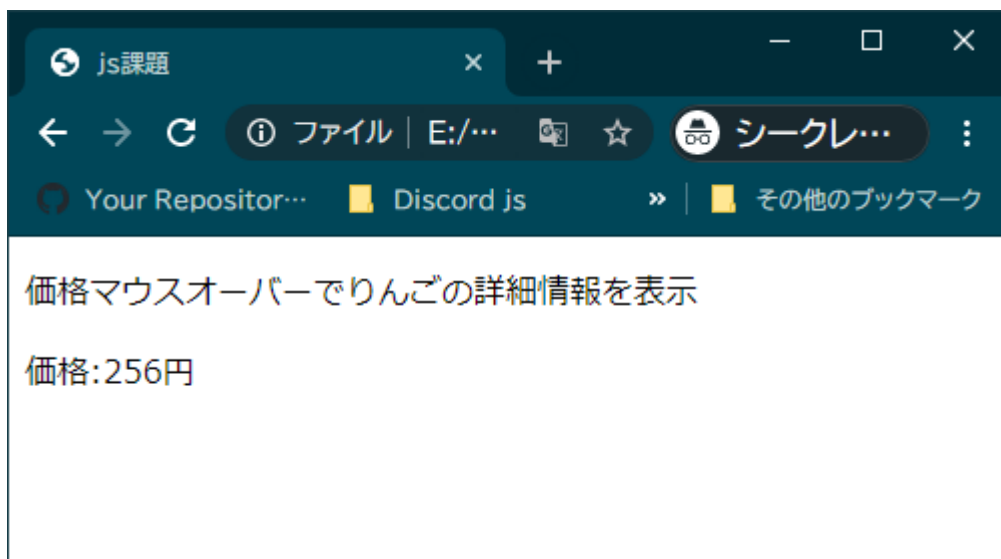 js課題
ファイル E:/… シークレ…
Your Repositor… Discord js » その他のブックマーク
価格マウスオーバーでりんごの詳細情報を表示
価格:256円